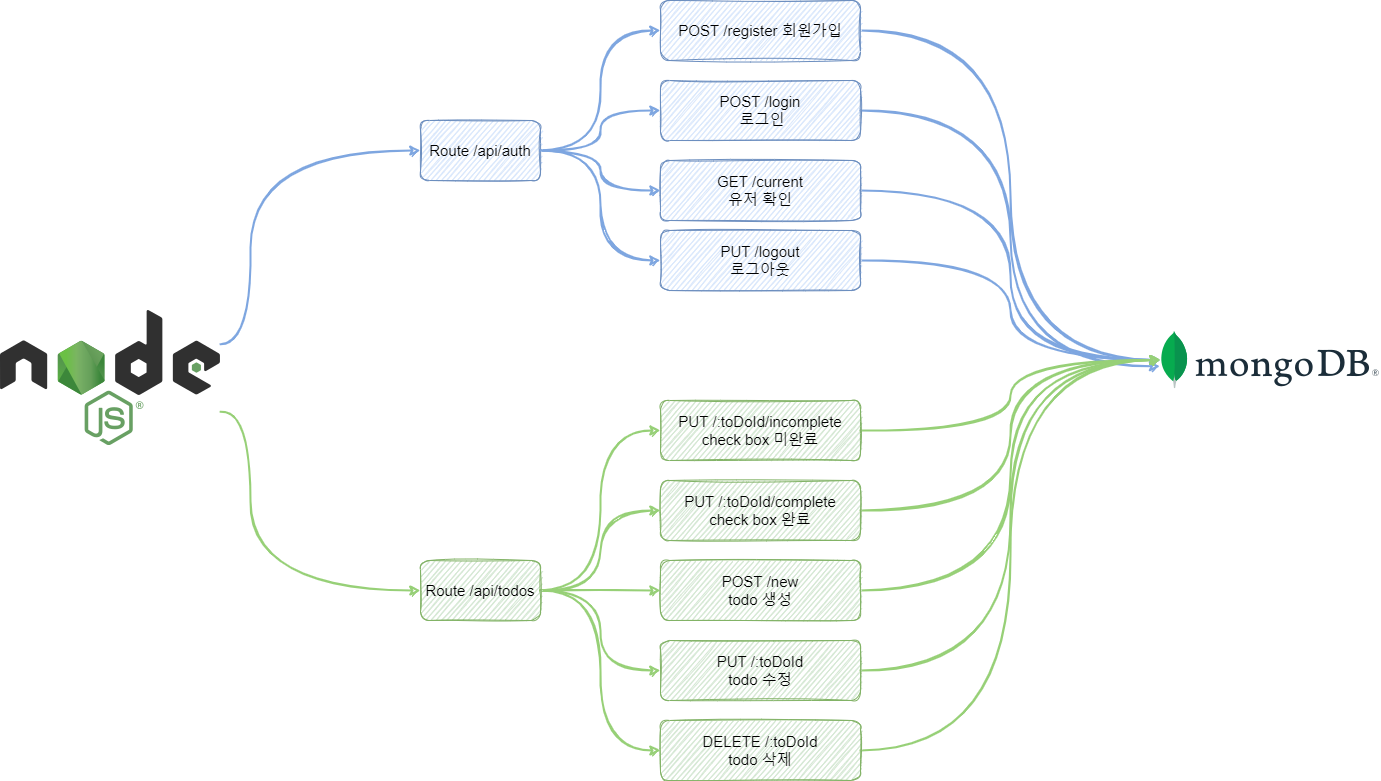 POST /register 회원가입
POST /login
로그인
Route /api/auth
GET /current
유저 확인
PUT /logout
로그아웃
node
JS®
mongoDB®
PUT /:toDoId/incomplete
check box 미완료
PUT /:toDoId/complete
check box 완료
Route /api/todos
POST /new
todo 생성
PUT /:toDoId
todo 수정
DELETE /:toDoId
todo 삭제